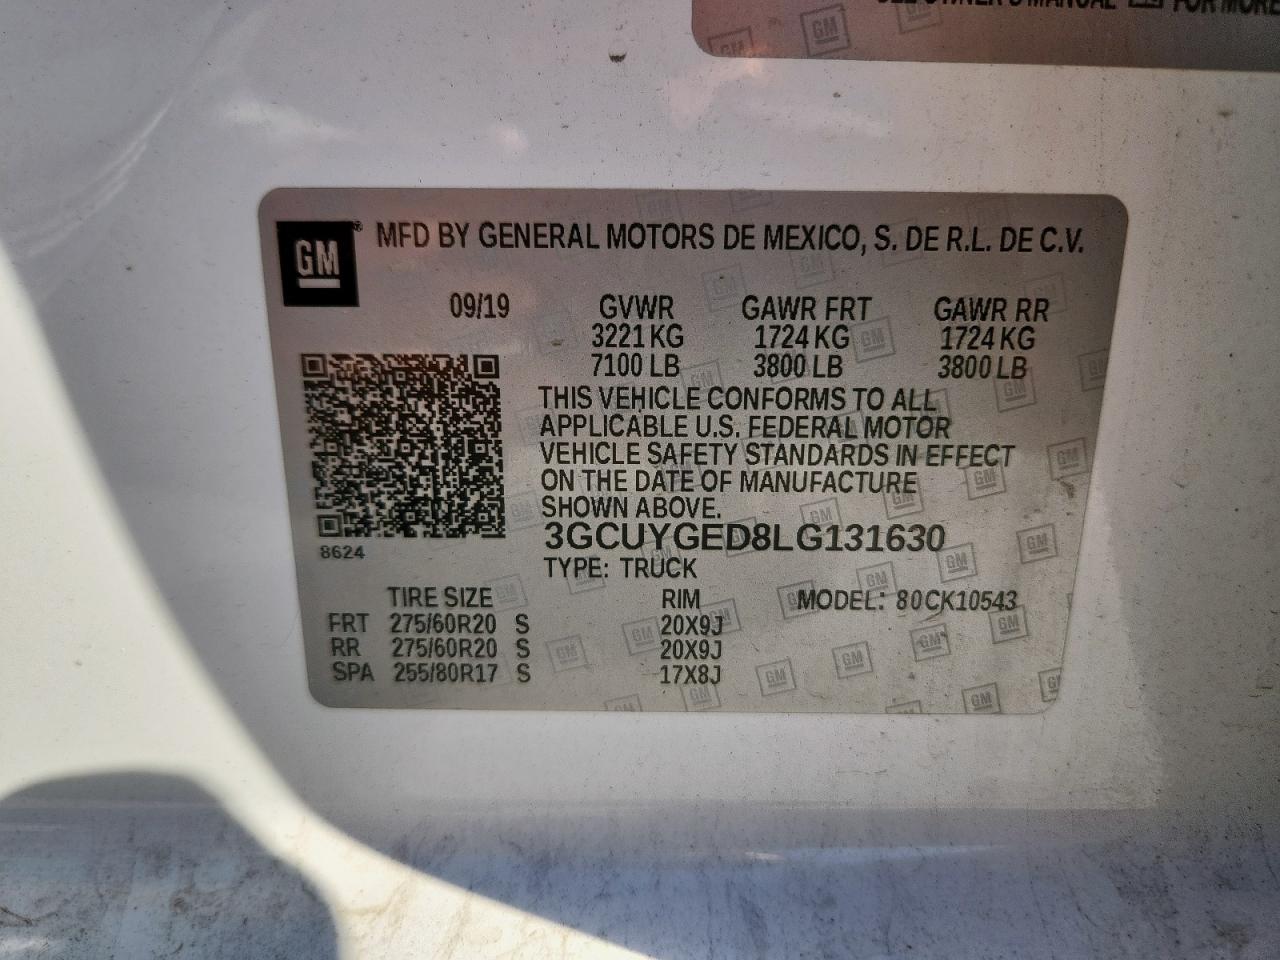 FOR MORE
GM
® MFD BY GENERAL MOTORS DE MEXICO, S. DE R.L. DE C.V.
09/19 GVWR GAWR FRT GAWR RR
3221 KG 1724 KG 1724 KG
7100 LB 3800 LB 3800 LB
THIS VEHICLE CONFORMS TO ALL
APPLICABLE U.S. FEDERAL MOTOR
VEHICLE SAFETY STANDARDS IN EFFECT
ON THE DATE OF MANUFACTURE
SHOWN ABOVE.
3GCUYGED8LG131630
8624
TYPE: TRUCK
TIRE SIZE RIM MODEL: 80CK10543
FRT 275/60R20 S 20X9J
RR 275/60R20 S 20X9J
SPA 255/80R17 S 17X8J